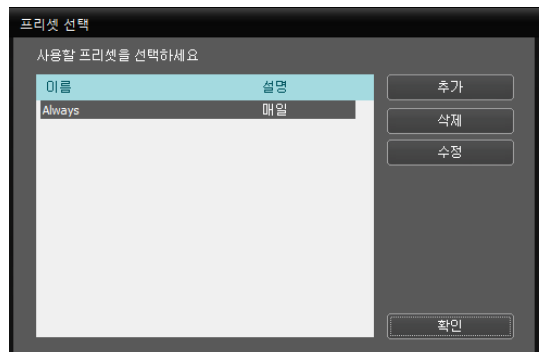 프리셋 선택
사용할 프리셋을 선택하세요
이름 설명
Always 매일
추가
삭제
수정
확인